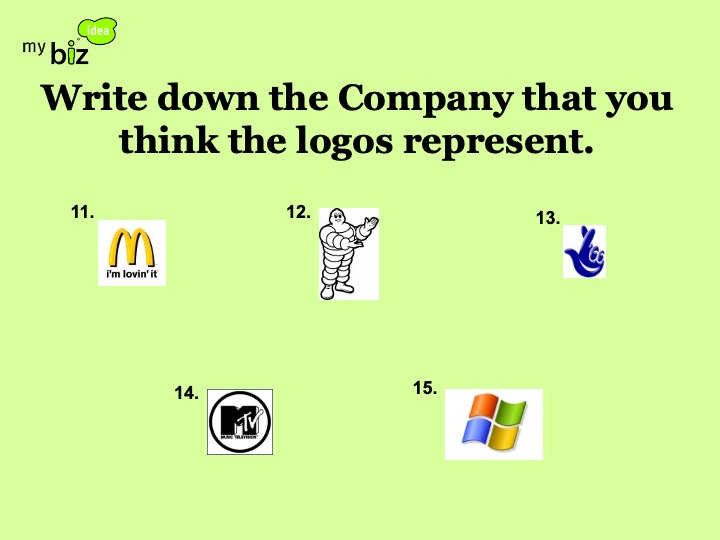 my biz idea
Write down the Company that you
think the logos represent.
11.
12.
13.
i'm lovin' it
14.
15.
MTV
MUSIC TELEVISION